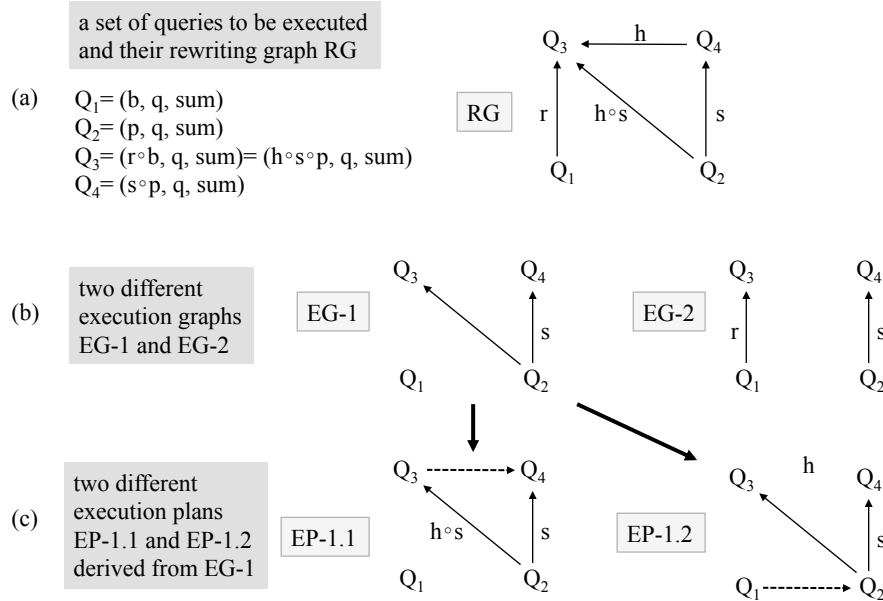 a set of queries to be executed
and their rewriting graph RG
(a)
Q1= (b, q, sum)
Q2= (p, q, sum)
Q3= (r∘b, q, sum)= (h∘s∘p, q, sum)
Q4= (s∘p, q, sum)
RG
Q3 h Q4
r h∘s s
Q1 Q2
(b)
two different
execution graphs
EG-1 and EG-2
EG-1
Q3 Q4
s
Q1 Q2
EG-2
Q3 Q4
r s
Q1 Q2
(c)
two different
execution plans
EP-1.1 and EP-1.2
derived from EG-1
EP-1.1
Q3 Q4
h∘s s
Q1 Q2
EP-1.2
h
Q3 Q4
s
Q1 Q2